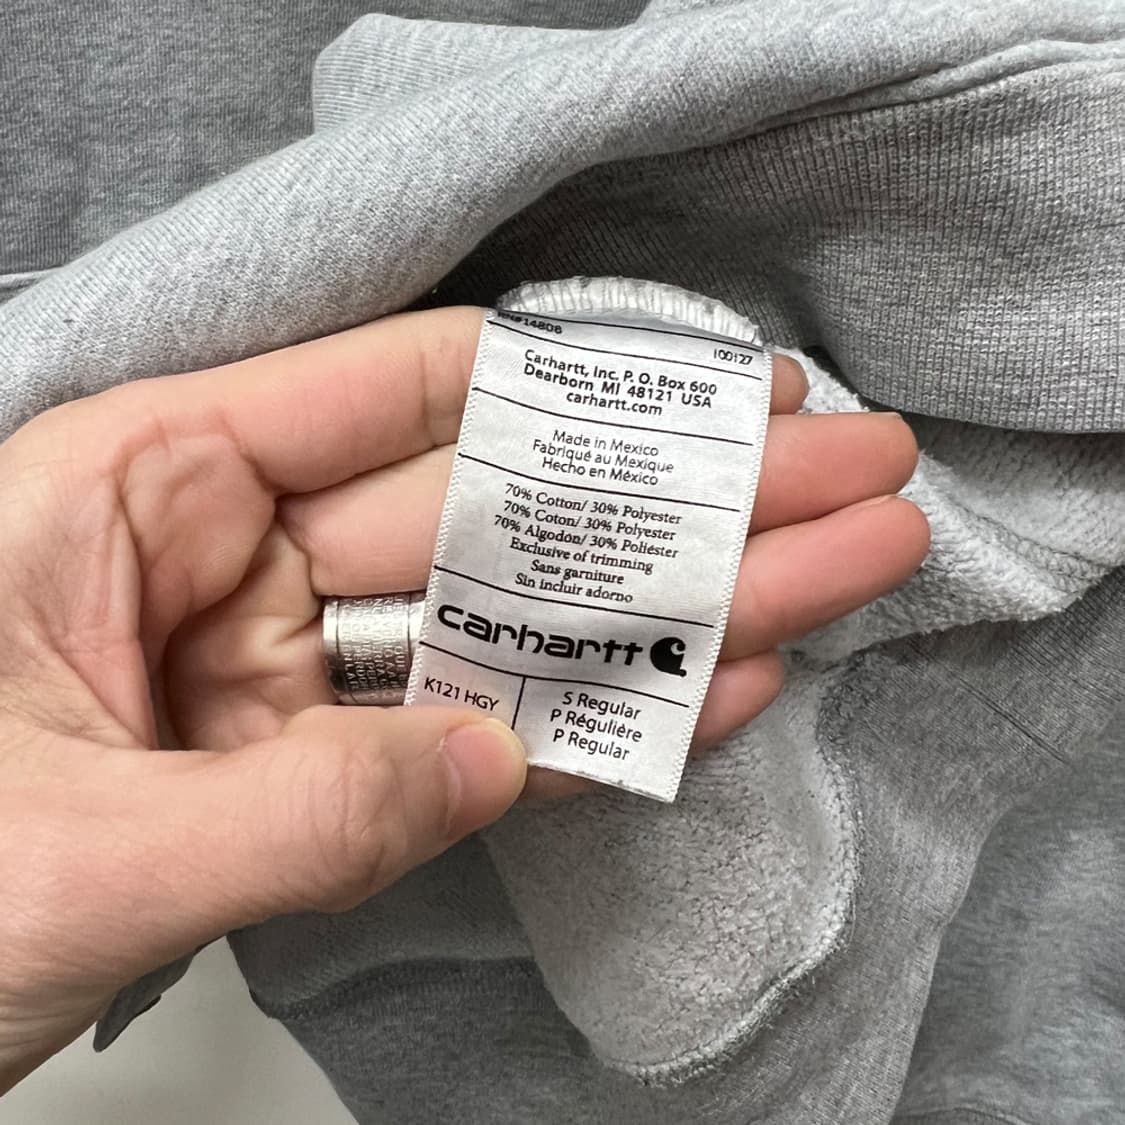 RN#14806
100127
Carhartt, Inc. P. O. Box 600
Dearborn MI 48121 USA
carhartt.com
Made in Mexico
Fabriqué au Mexique
Hecho en México
70% Cotton/ 30% Polyester
70% Coton/ 30% Polyester
70% Algodón/ 30% Poliéster
Exclusive of trimming
Sans garniture
Sin incluir adorno
carhartt
K121 HGY
S Regular
P Régulière
P Regular